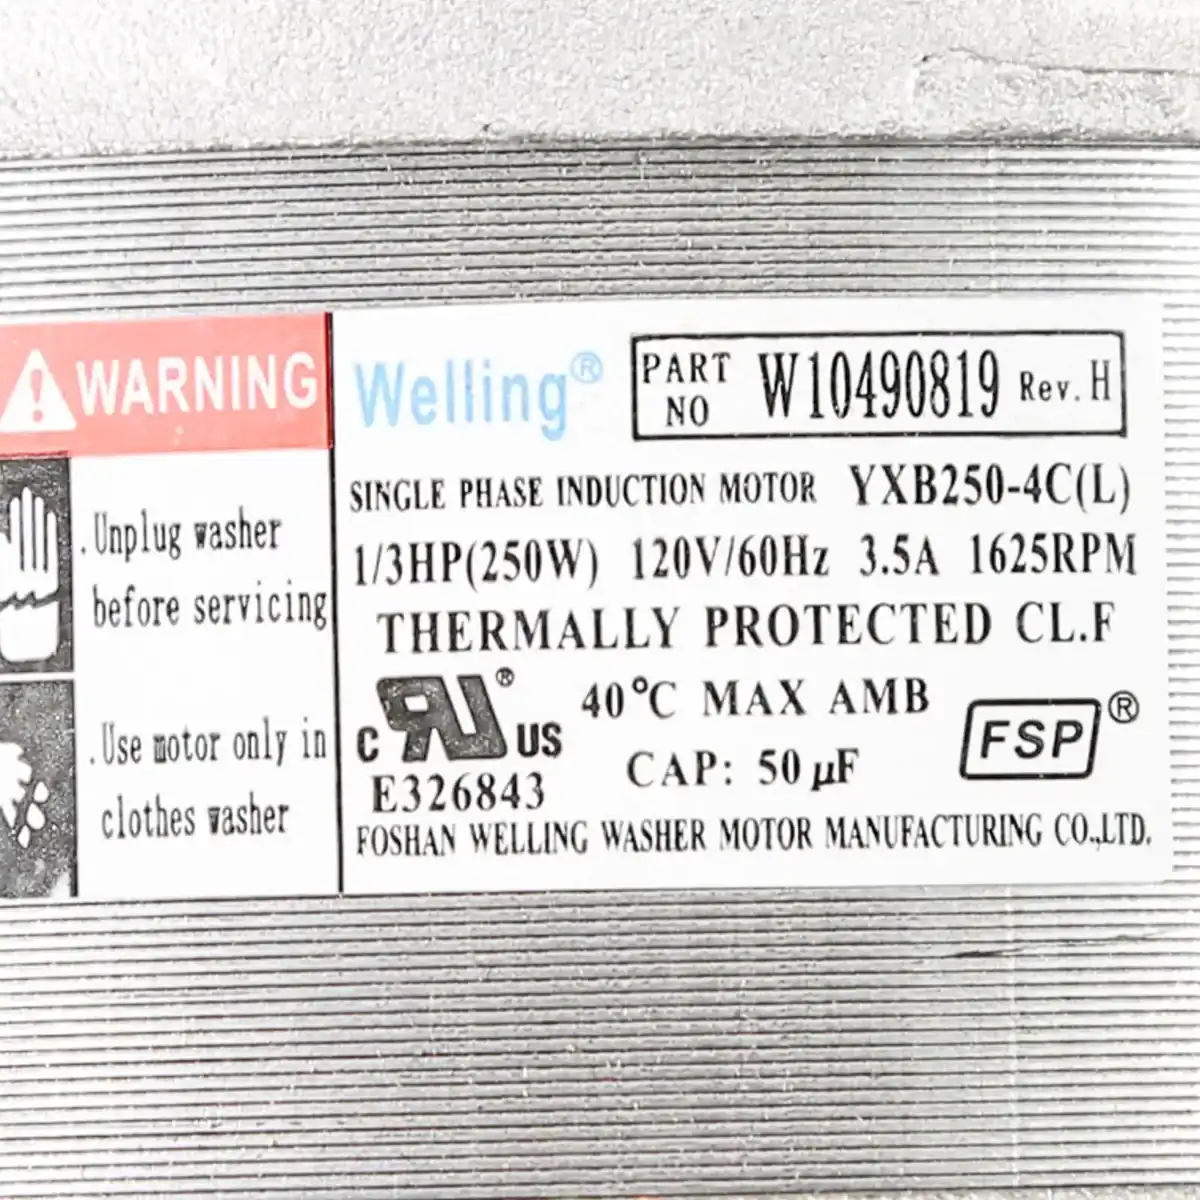 WARNING
.Unplug washer
before servicing
.Use motor only in
clothes washer
Welling®
PART NO W10490819 Rev. H
SINGLE PHASE INDUCTION MOTOR YXB250-4C(L)
1/3HP(250W) 120V/60Hz 3.5A 1625RPM
THERMALLY PROTECTED CL.F
40°C MAX AMB
CAP: 50μF
c RU® US
E326843
FSP®
FOSHAN WELLING WASHER MOTOR MANUFACTURING CO.,LTD.